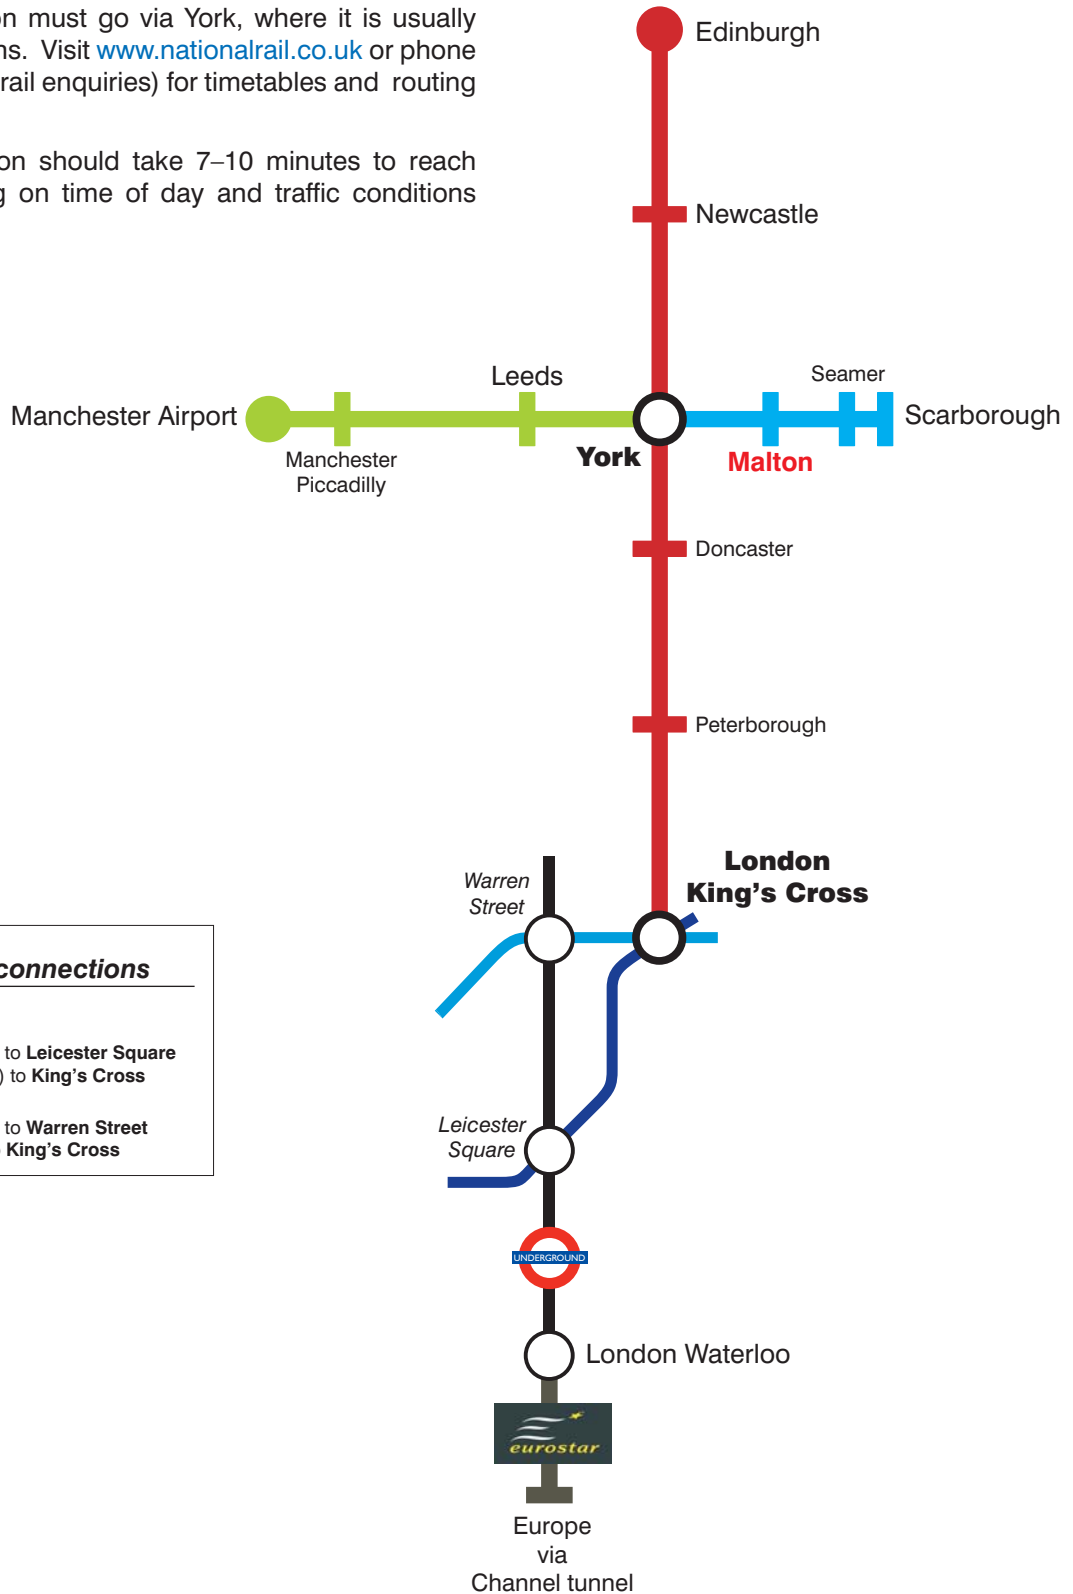 must go via York, where it is usually
Visit www.nationalrail.co.uk or phone
rail enquiries) for timetables and routing
should take 7–10 minutes to reach
on time of day and traffic conditions
Edinburgh
Newcastle
Leeds
Seamer
Manchester Airport
Scarborough
Manchester
Piccadilly
York
Malton
Doncaster
Peterborough
London
King's Cross
Warren
Street
connections
to Leicester Square
) to King's Cross
to Warren Street
King's Cross
Leicester
Square
UNDERGROUND
London Waterloo
eurostar
Europe
via
Channel tunnel